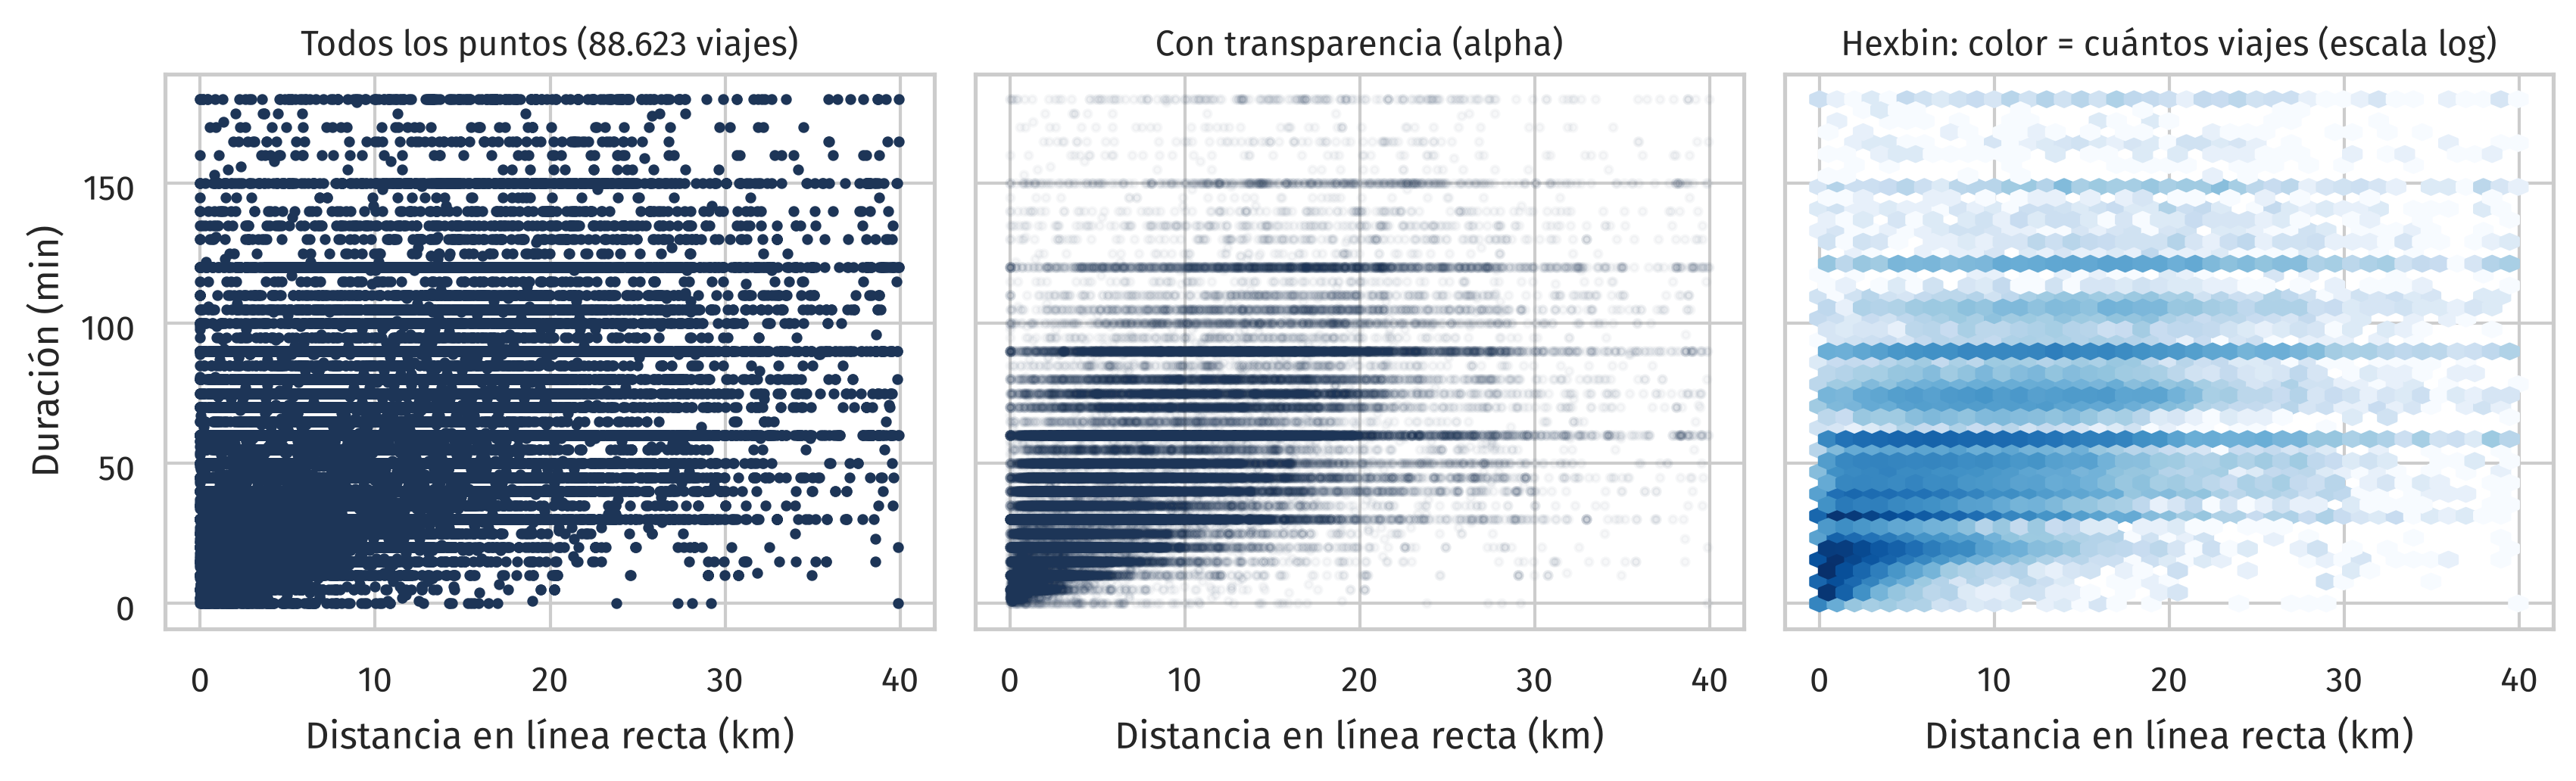 Todos los puntos (88.623 viajes)
Con transparencia (alpha)
Hexbin: color = cuántos viajes (escala log)
Duración (min)
150
100
50
0
0 10 20 30 40
0 10 20 30 40
0 10 20 30 40
Distancia en línea recta (km)
Distancia en línea recta (km)
Distancia en línea recta (km)